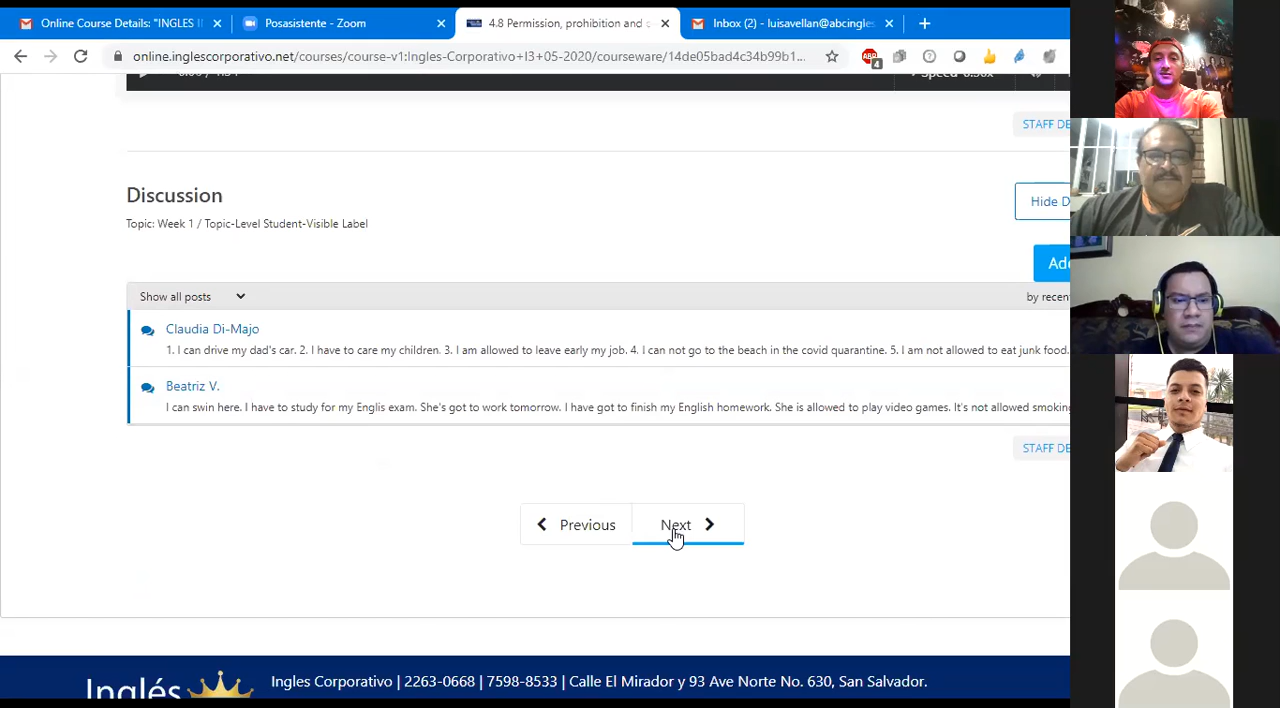 Online Course Details: "INGLES I
Posasistente - Zoom
4.8 Permission, prohibition and
Inbox (2) - luisavellan@abcingles
online.inglescorporativo.net/courses/course-v1:Ingles-Corporativo+I3+05-2020/courseware/14de05bad4c34b99b1...
4
Speed
STAFF DE
Discussion
Hide D
Topic: Week 1 / Topic-Level Student-Visible Label
Show all posts
by recen
Claudia Di-Majo
1. I can drive my dad's car. 2. I have to care my children. 3. I am allowed to leave early my job. 4. I can not go to the beach in the covid quarantine. 5. I am not allowed to eat junk food.
Beatriz V.
I can swin here. I have to study for my Englis exam. She's got to work tomorrow. I have got to finish my English homework. She is allowed to play video games. It's not allowed smoking
STAFF DE
Previous
Next
Inglés
Ingles Corporativo | 2263-0668 | 7598-8533 | Calle El Mirador y 93 Ave Norte No. 630, San Salvador.